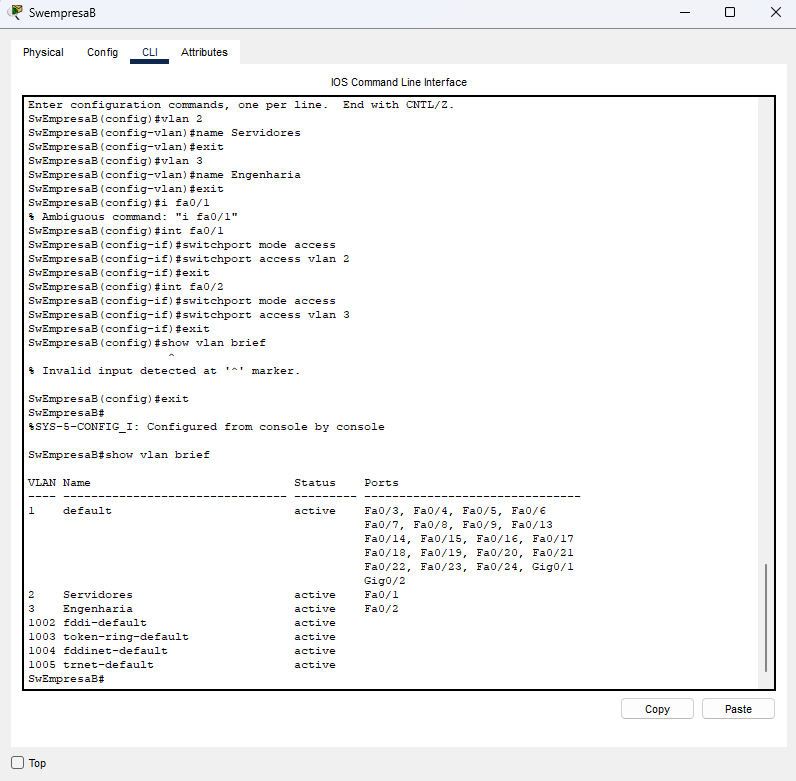 SwempresaB
Physical Config CLI Attributes
IOS Command Line Interface
Enter configuration commands, one per line.  End with CNTL/Z.
SwEmpresaB(config)#vlan 2
SwEmpresaB(config-vlan)#name Servidores
SwEmpresaB(config-vlan)#exit
SwEmpresaB(config)#vlan 3
SwEmpresaB(config-vlan)#name Engenharia
SwEmpresaB(config-vlan)#exit
SwEmpresaB(config)#i fa0/1
% Ambiguous command: "i fa0/1"
SwEmpresaB(config)#int fa0/1
SwEmpresaB(config-if)#switchport mode access
SwEmpresaB(config-if)#switchport access vlan 2
SwEmpresaB(config-if)#exit
SwEmpresaB(config)#int fa0/2
SwEmpresaB(config-if)#switchport mode access
SwEmpresaB(config-if)#switchport access vlan 3
SwEmpresaB(config-if)#exit
SwEmpresaB(config)#show vlan brief
                    ^
% Invalid input detected at '^' marker.
SwEmpresaB(config)#exit
SwEmpresaB#
%SYS-5-CONFIG_I: Configured from console by console
SwEmpresaB#show vlan brief
VLAN Name                             Status    Ports
---- -------------------------------- --------- -------------------------------
1    default                          active    Fa0/3, Fa0/4, Fa0/5, Fa0/6
                                                Fa0/7, Fa0/8, Fa0/9, Fa0/13
                                                Fa0/14, Fa0/15, Fa0/16, Fa0/17
                                                Fa0/18, Fa0/19, Fa0/20, Fa0/21
                                                Fa0/22, Fa0/23, Fa0/24, Gig0/1
                                                Gig0/2
2    Servidores                       active    Fa0/1
3    Engenharia                       active    Fa0/2
1002 fddi-default                     active
1003 token-ring-default               active
1004 fddinet-default                  active
1005 trnet-default                    active
SwEmpresaB#
Copy Paste
Top